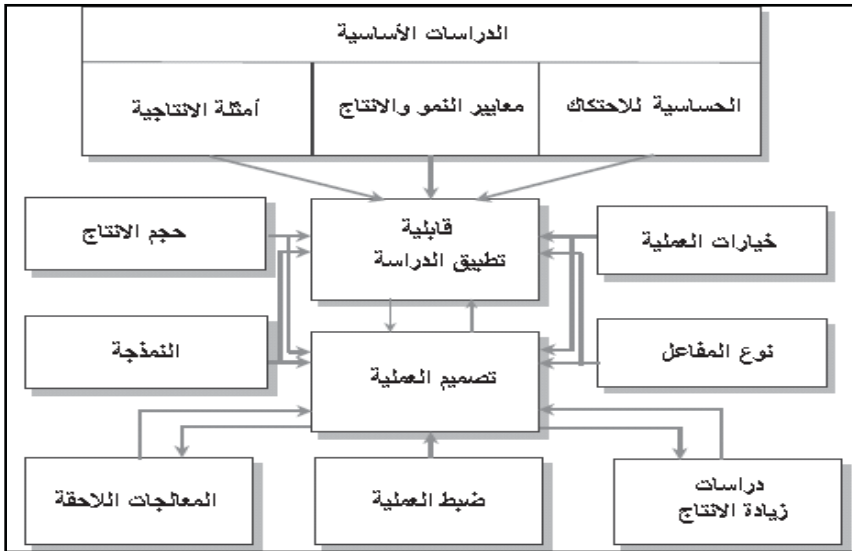 الدراسات الأساسية
الحساسية للاحتكاك
معايير النمو والانتاج
أمثلة الانتاجية
خيارات العملية
قابلية
تطبيق الدراسة
حجم الانتاج
نوع المفاعل
تصميم العملية
النمذجة
دراسات
زيادة الانتاج
ضبط العملية
المعالجات اللاحقة